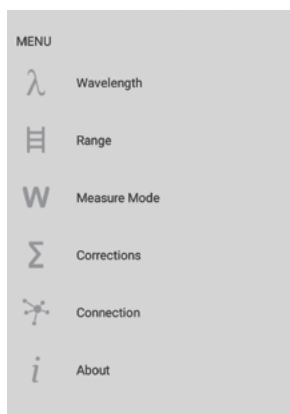 MENU
λ Wavelength
Range
W Measure Mode
Σ Corrections
Connection
i About